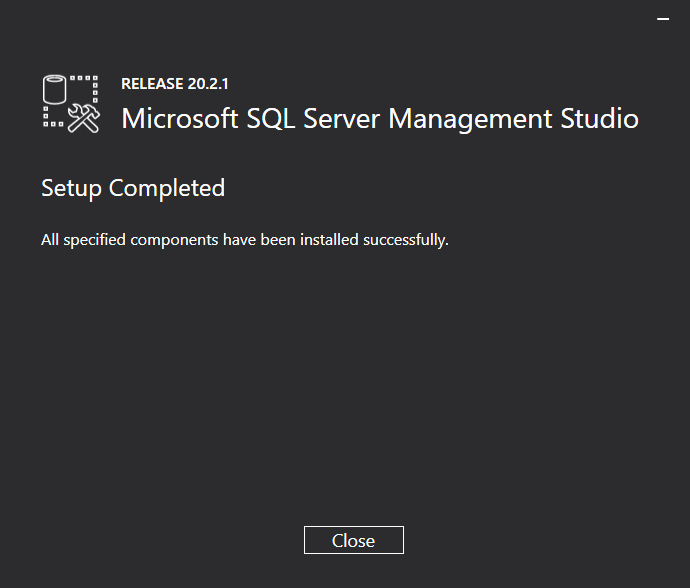 RELEASE 20.2.1
Microsoft SQL Server Management Studio
Setup Completed
All specified components have been installed successfully.
Close